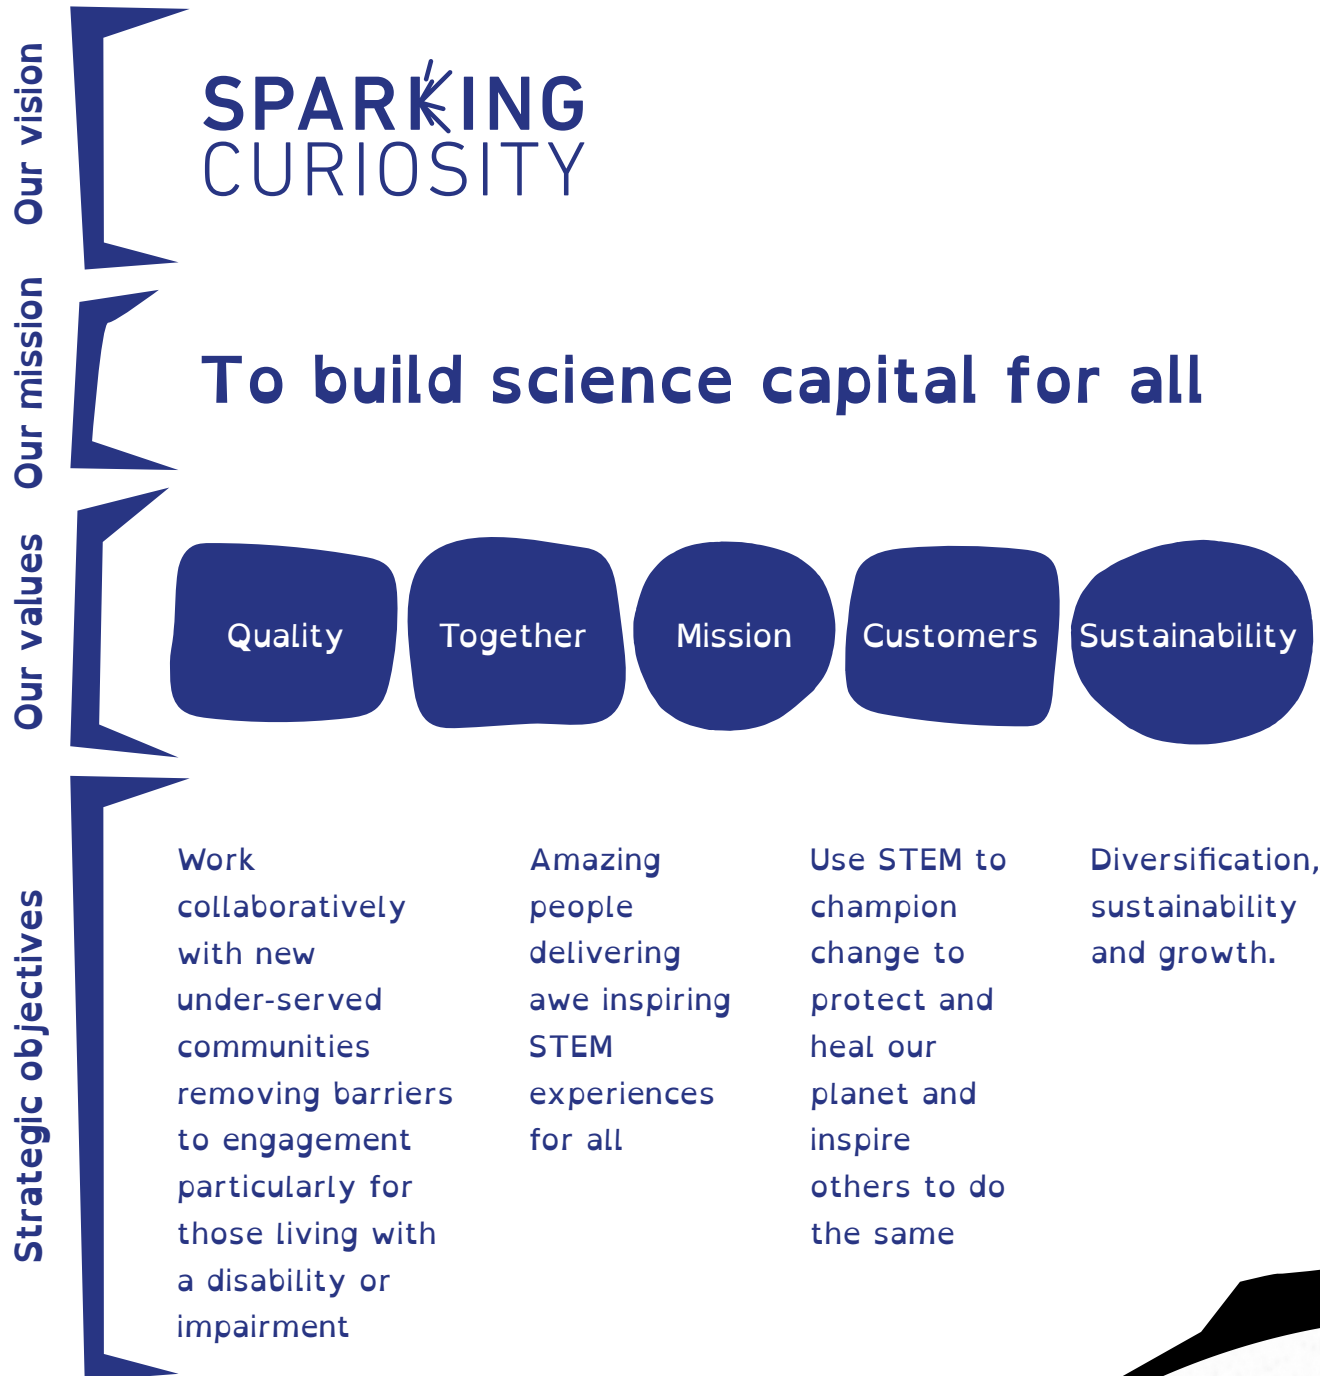 Our vision
SPARKING
CURIOSITY
Our mission
To build science capital for all
Our values
Quality
Together
Mission
Customers
Sustainability
Strategic objectives
Work
collaboratively
with new
under-served
communities
removing barriers
to engagement
particularly for
those living with
a disability or
impairment
Amazing
people
delivering
awe inspiring
STEM
experiences
for all
Use STEM to
champion
change to
protect and
heal our
planet and
inspire
others to do
the same
Diversification,
sustainability
and growth.